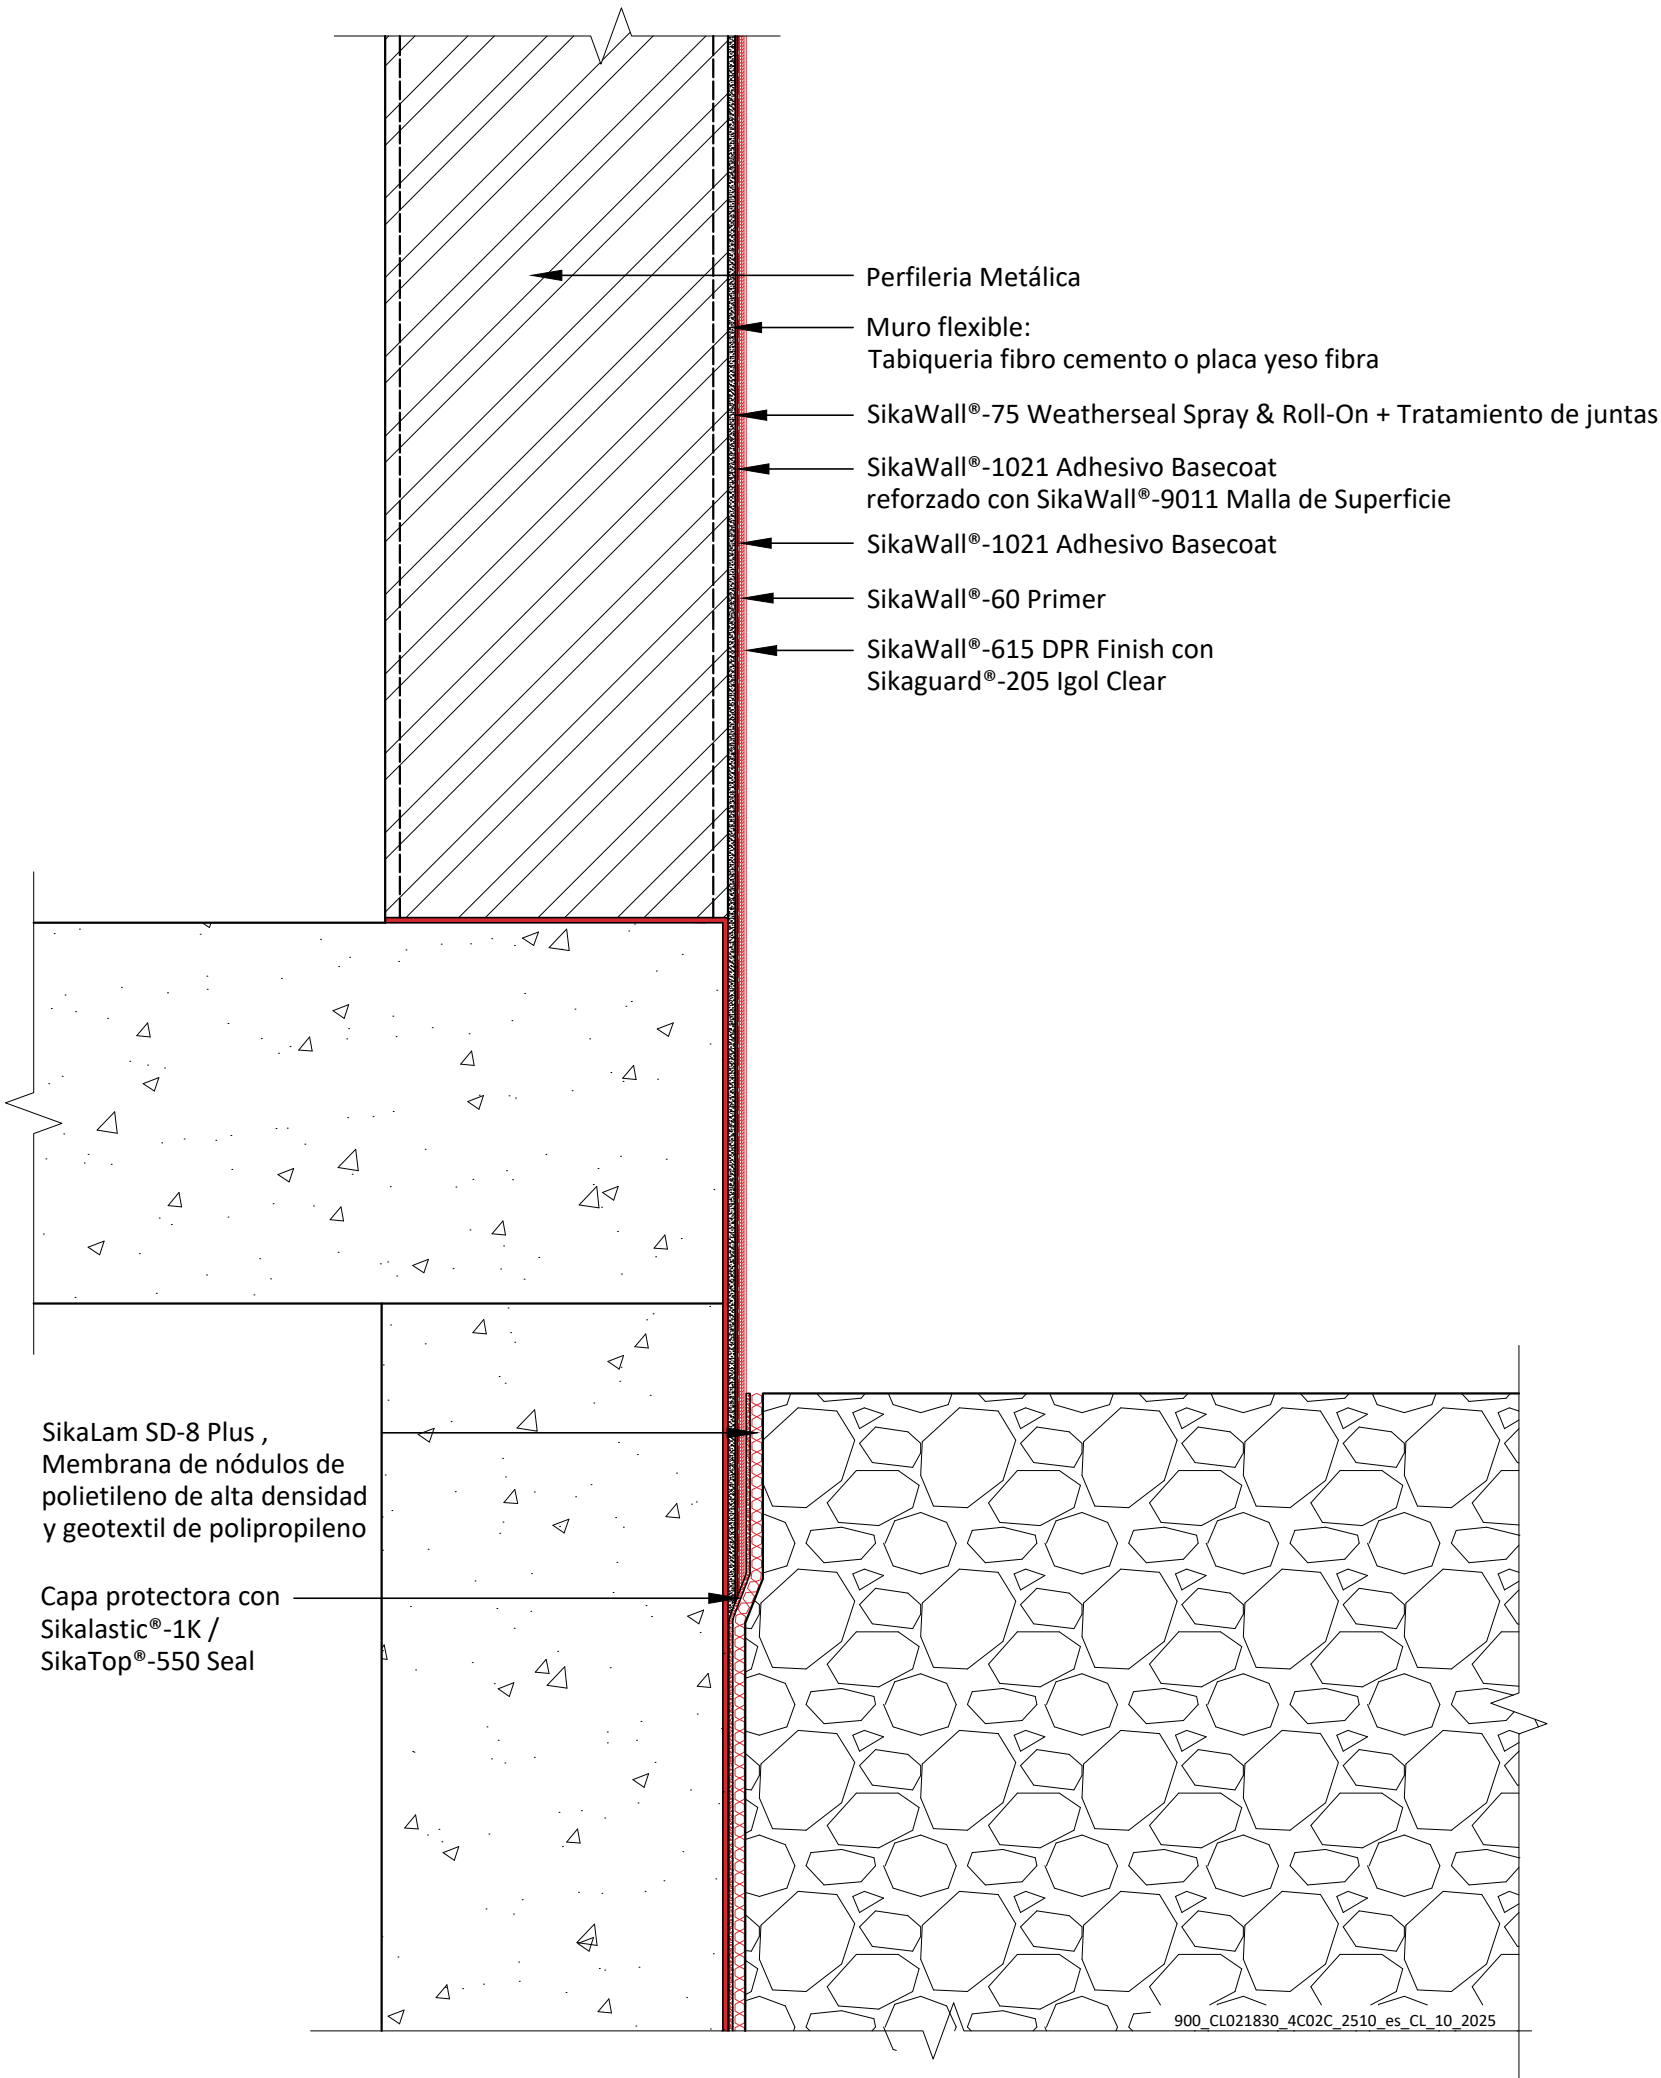 Perfileria Metálica
Muro flexible:
Tabiqueria fibro cemento o placa yeso fibra
SikaWall®-75 Weatherseal Spray & Roll-On + Tratamiento de juntas
SikaWall®-1021 Adhesivo Basecoat
reforzado con SikaWall®-9011 Malla de Superficie
SikaWall®-1021 Adhesivo Basecoat
SikaWall®-60 Primer
SikaWall®-615 DPR Finish con
Sikaguard®-205 Igol Clear
SikaLam SD-8 Plus ,
Membrana de nódulos de
polietileno de alta densidad
y geotextil de polipropileno
Capa protectora con
Sikalastic®-1K /
SikaTop®-550 Seal
900_CL021830_4C02C_2510_es_CL_10_2025